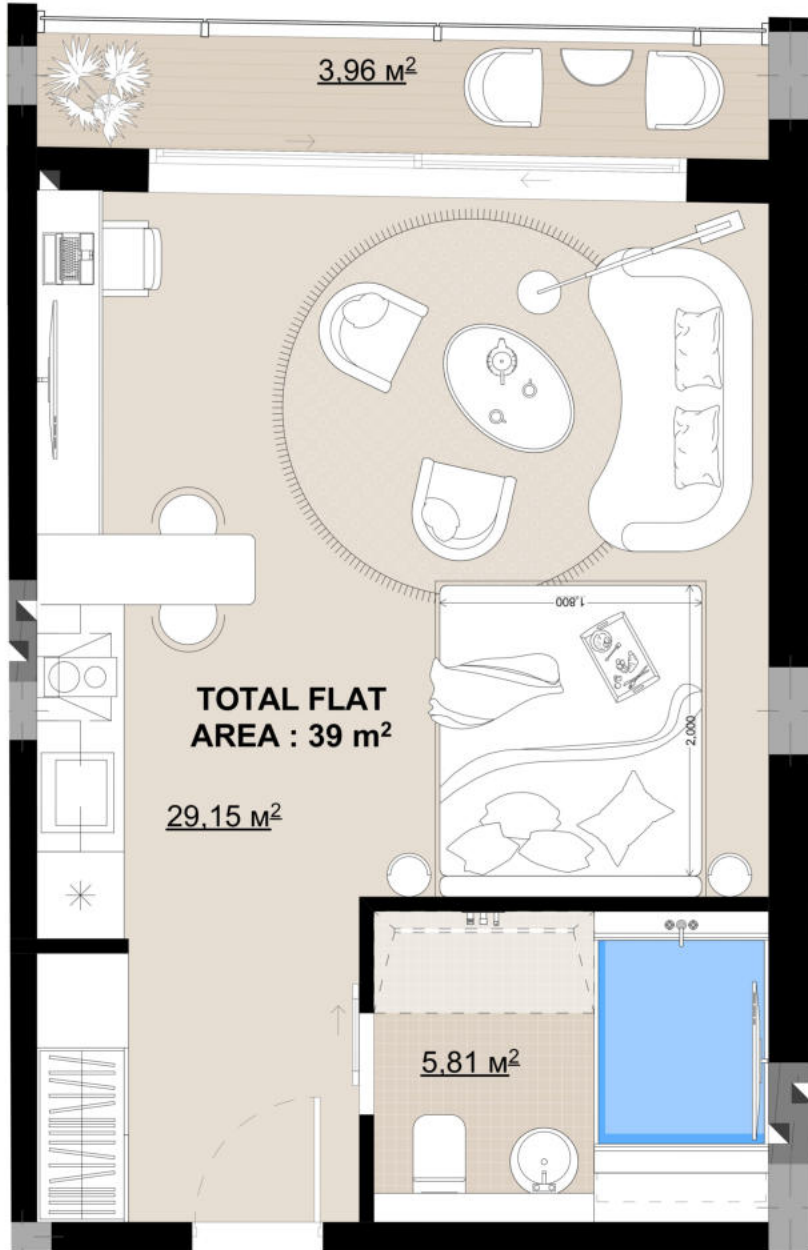 3,96 м²
1,800
2,000
TOTAL FLAT
AREA : 39 m²
29,15 м²
5,81 м²